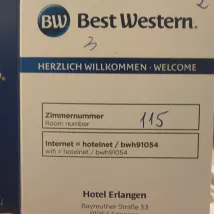 2
BW Best Western.
3
HERZLICH WILLKOMMEN · WELCOME
Zimmernummer
Room number
115
Internet = hotelnet / bwh91054
wifi = hotelnet / bwh91054
Hotel Erlangen
Bayreuther Straße 53